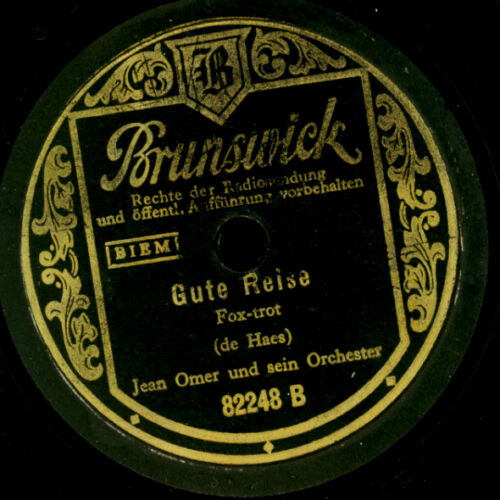 B
Brunswick
Rechte der Radiosendung
und öffentl. Aufführung vorbehalten
BIEM
Gute Reise
Fox-trot
(de Haes)
Jean Omer und sein Orchester
82248 B